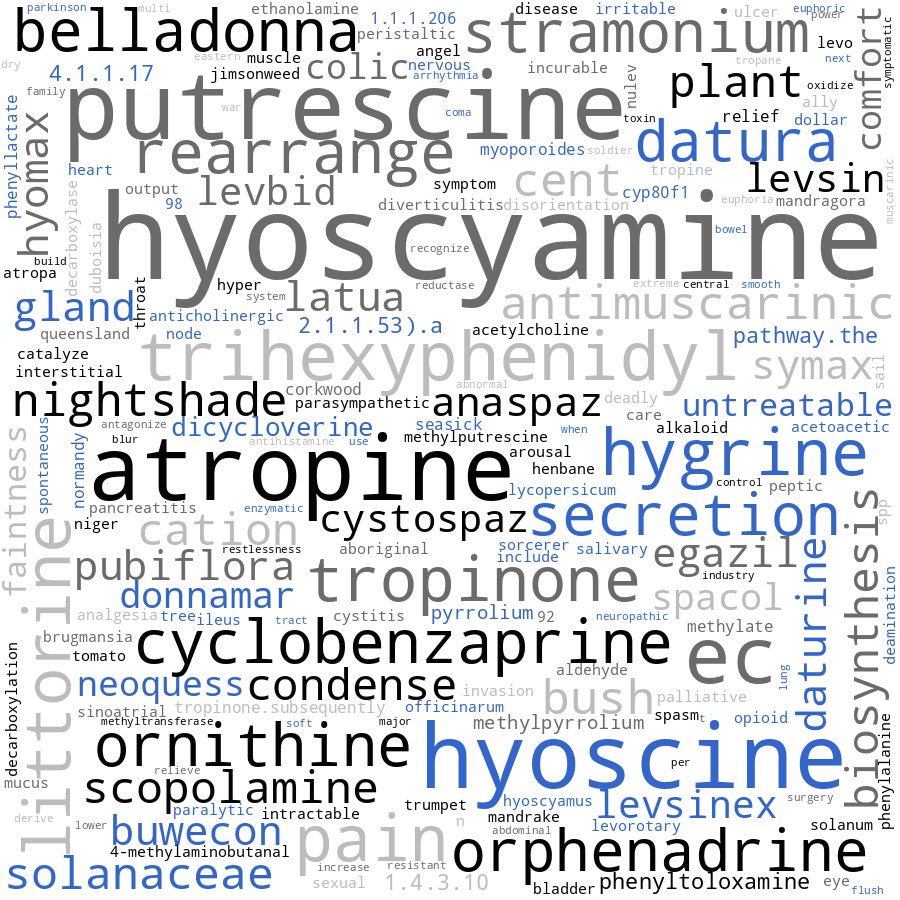 parkinson
multi
ethanolamine
disease
irritable
ulcer
euphoric
power
belladonna
1.1.1.206
peristaltic
stramonium
levo
comfort
symptomatic
eastern
muscle
angel
next
dry
4.1.1.17
jimsonweed
colic
nervous
arrhythmia
incurable
nulev
plant
tropane
oxidize
family
putrescine
war
coma
toxin
relief
ally
dollar
phenyllactate
hyomax
rearrange
myoporoides
soldier
datura
heart
decarboxylase
output
98
levbid
symptom
cent
tropine
cyp80f1
levsin
muscarinic
diverticulitis
disorientation
euphoria
mandragora
duboisia
hyoscyamine
recognize
bowel
build
atropa
throat
hyper
system
latua
reductase
extreme
central
smooth
gland
anticholinergic
antimuscarinic
queensland
node
2.1.1.53).a
acetylcholine
pathway.the
catalyze
interstitial
trihexyphenidyl
symax
sail
nightshade
corkwood
parasympathetic
abnormal
anaspaz
deadly
care
untreatable
antagonize
blur
dicycloverine
antihistamine
use
seasick
methylputrescine
when
alkaloid
acetoacetic
faintness
spontaneous
normandy
atropine
arousal
henbane
hygrine
control
peptic
lycopersicum
pancreatitis
enzymatic
niger
cation
cystospaz
secretion
spp
biosynthesis
littorine
restlessness
aboriginal
sorcerer
include
salivary
egazil
industry
daturine
deamination
pubiflora
tropinone
donnamar
spacol
analgesia
tree
ileus
tract
cystitis
pyrrolium
92
neuropathic
methylate
brugmansia
tomato
cyclobenzaprine
ec
decarboxylation
aldehyde
lung
neoquess
condense
invasion
bush
palliative
sinoatrial
tropinone.subsequently
officinarum
methyltransferase
soft
major
methylpyrrolium
spasm
t
opioid
phenylalanine
ornithine
hyoscine
per
relieve
mucus
scopolamine
trumpet
hyoscyamus
levsinex
surgery
derive
lower
paralytic
intractable
n
mandrake
abdominal
levorotary
solanum
buwecon
pain
orphenadrine
4-methylaminobutanal
solanaceae
increase
resistant
sexual
1.4.3.10
bladder
phenyltoloxamine
eye
flush